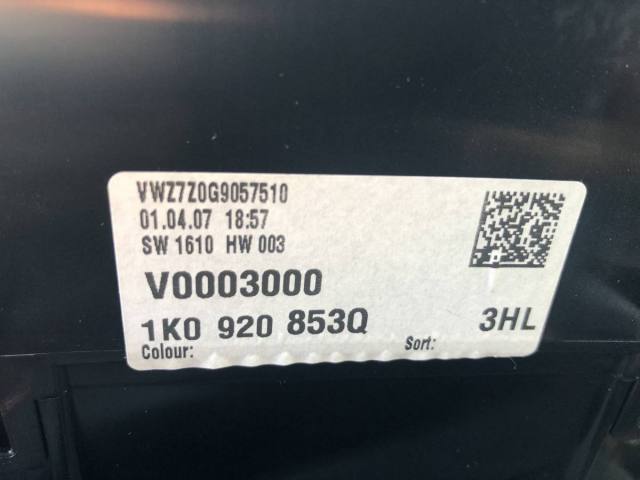 VWZ7Z0G9057510
01.04.07 18:57
SW 1610 HW 003
V0003000
1K0 920 853Q 3HL
Colour: Sort: